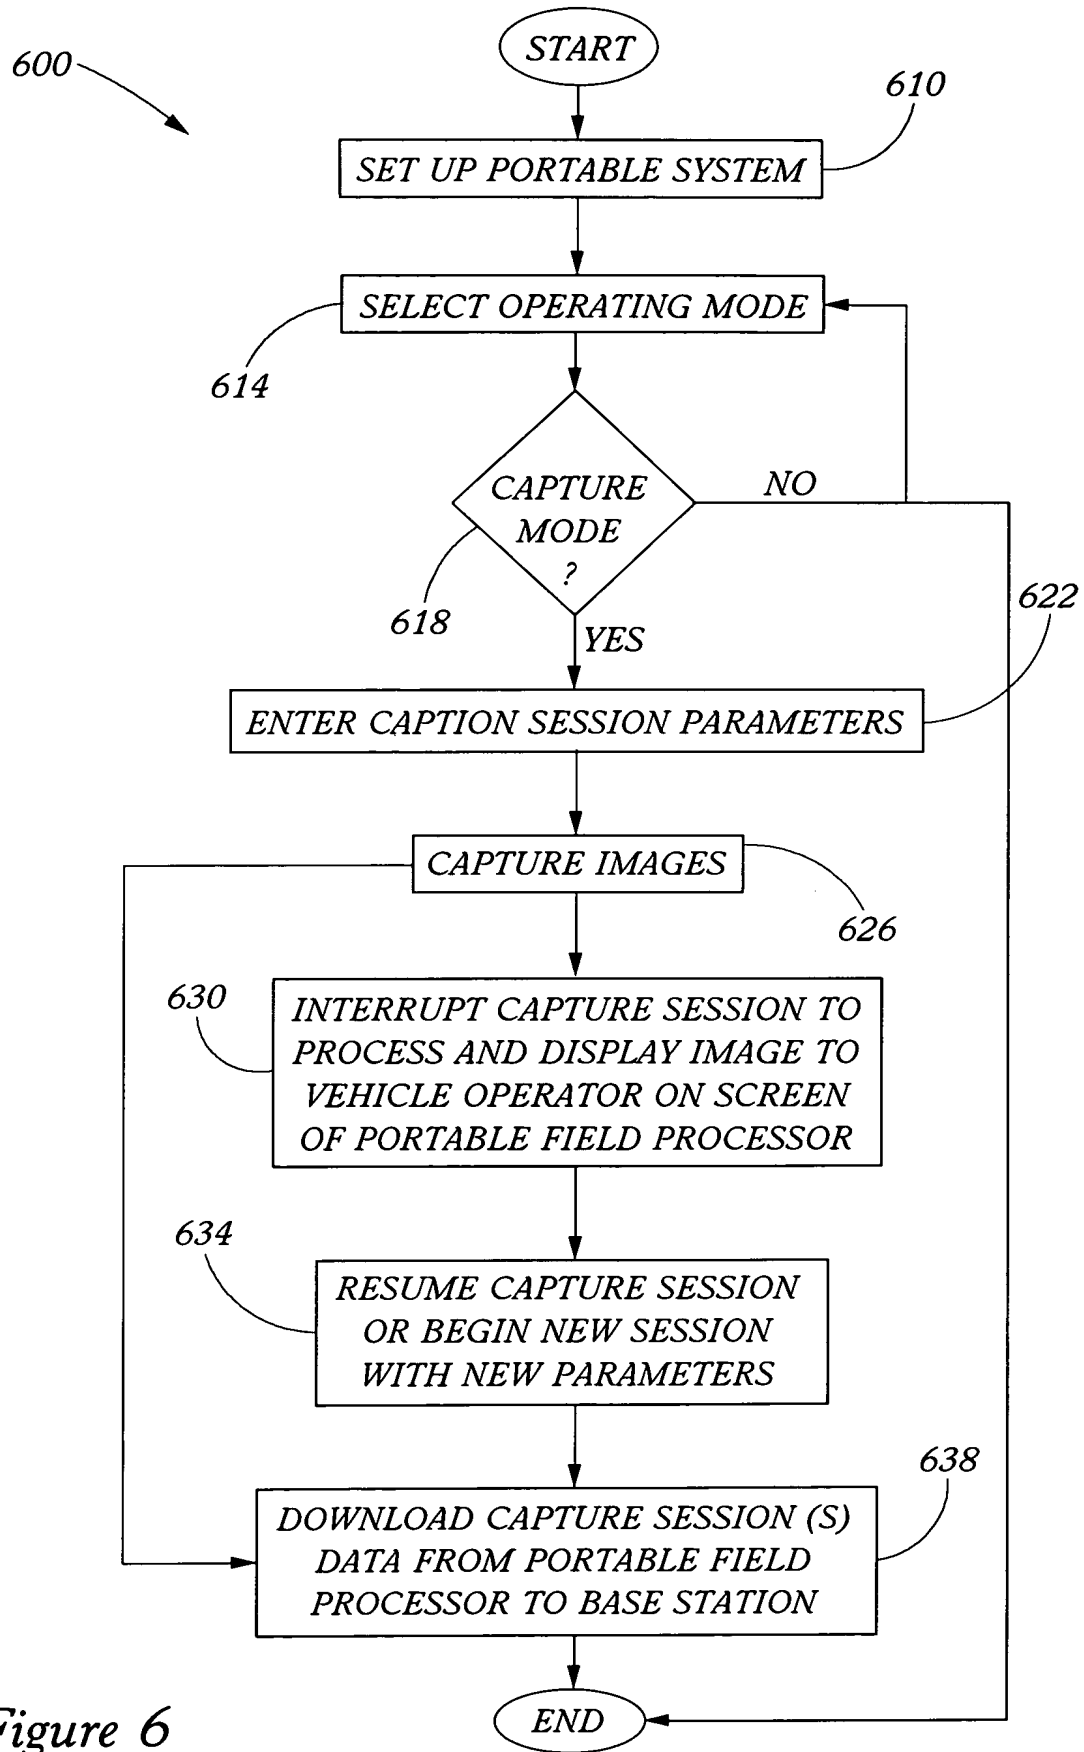 START
600
610
SET UP PORTABLE SYSTEM
SELECT OPERATING MODE
614
CAPTURE
MODE
?
NO
618
YES
622
ENTER CAPTION SESSION PARAMETERS
CAPTURE IMAGES
626
630
INTERRUPT CAPTURE SESSION TO
PROCESS AND DISPLAY IMAGE TO
VEHICLE OPERATOR ON SCREEN
OF PORTABLE FIELD PROCESSOR
634
RESUME CAPTURE SESSION
OR BEGIN NEW SESSION
WITH NEW PARAMETERS
638
DOWNLOAD CAPTURE SESSION (S)
DATA FROM PORTABLE FIELD
PROCESSOR TO BASE STATION
END
Figure 6